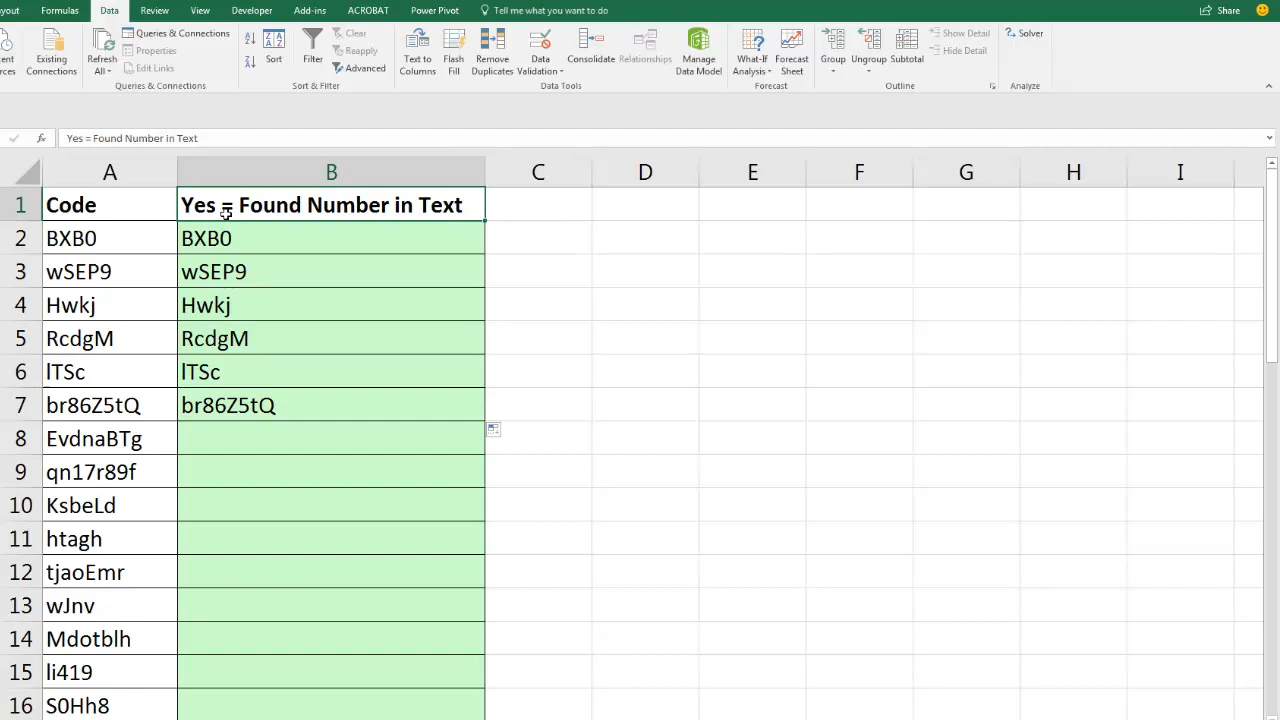 yout Formulas Data Review View Developer Add-ins ACROBAT Power Pivot Tell me what you want to do Share
ent Existing Refresh Queries & Connections Clear Text to Flash Remove Data Consolidate Relationships Manage What-If Forecast Group Ungroup Subtotal Show Detail Solver
rces Connections All Properties Sort Filter Reapply Columns Fill Duplicates Validation Data Model Analysis Sheet Hide Detail
Edit Links Advanced
Queries & Connections Sort & Filter Data Tools Forecast Outline Analyze
fx Yes = Found Number in Text
A B C D E F G H I
1 Code Yes = Found Number in Text
2 BXB0 BXB0
3 wSEP9 wSEP9
4 Hwkj Hwkj
5 RcdgM RcdgM
6 lTSc lTSc
7 br86Z5tQ br86Z5tQ
8 EvdnaBTg
9 qn17r89f
10 KsbeLd
11 htagh
12 tjaoEmr
13 wJnv
14 Mdotblh
15 li419
16 S0Hh8